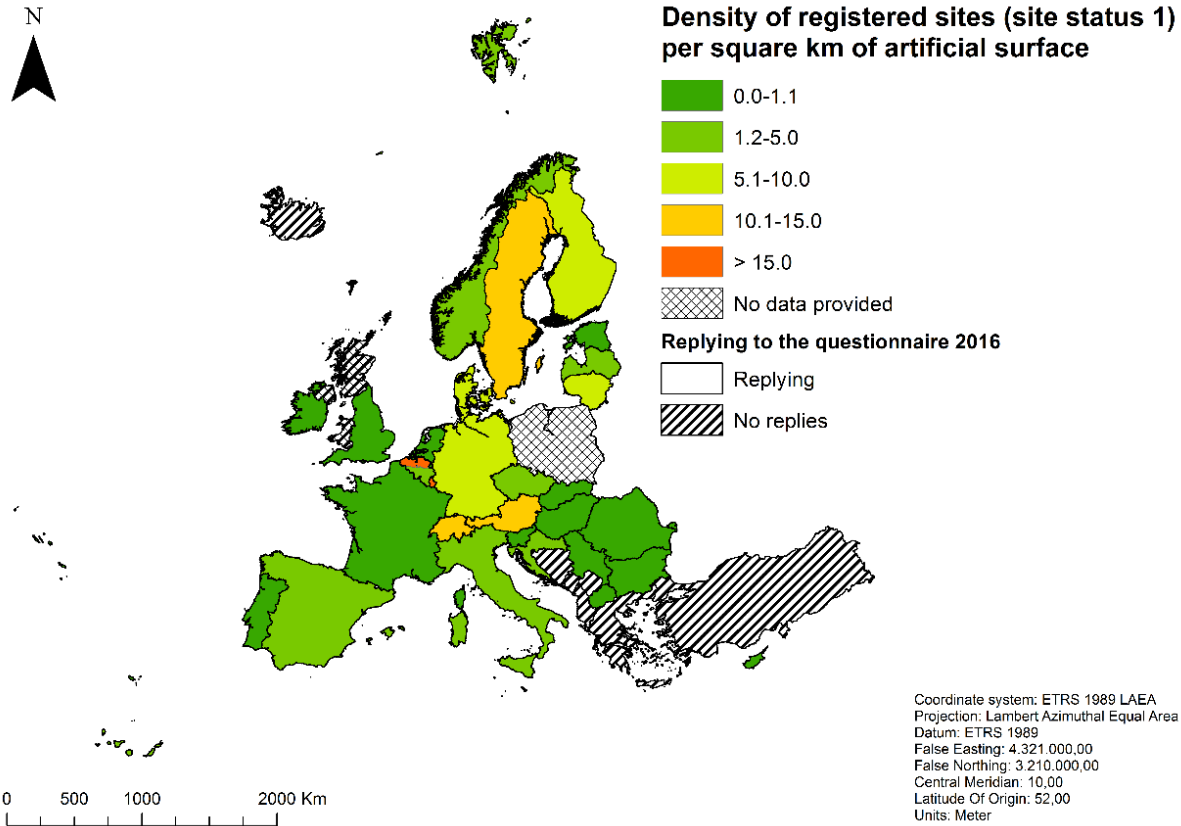 N
Density of registered sites (site status 1)
per square km of artificial surface
0.0-1.1
1.2-5.0
5.1-10.0
10.1-15.0
> 15.0
No data provided
Replying to the questionnaire 2016
Replying
No replies
Coordinate system: ETRS 1989 LAEA
Projection: Lambert Azimuthal Equal Area
Datum: ETRS 1989
False Easting: 4.321.000,00
False Northing: 3.210.000,00
Central Meridian: 10,00
Latitude Of Origin: 52,00
Units: Meter
0 500 1000 2000 Km